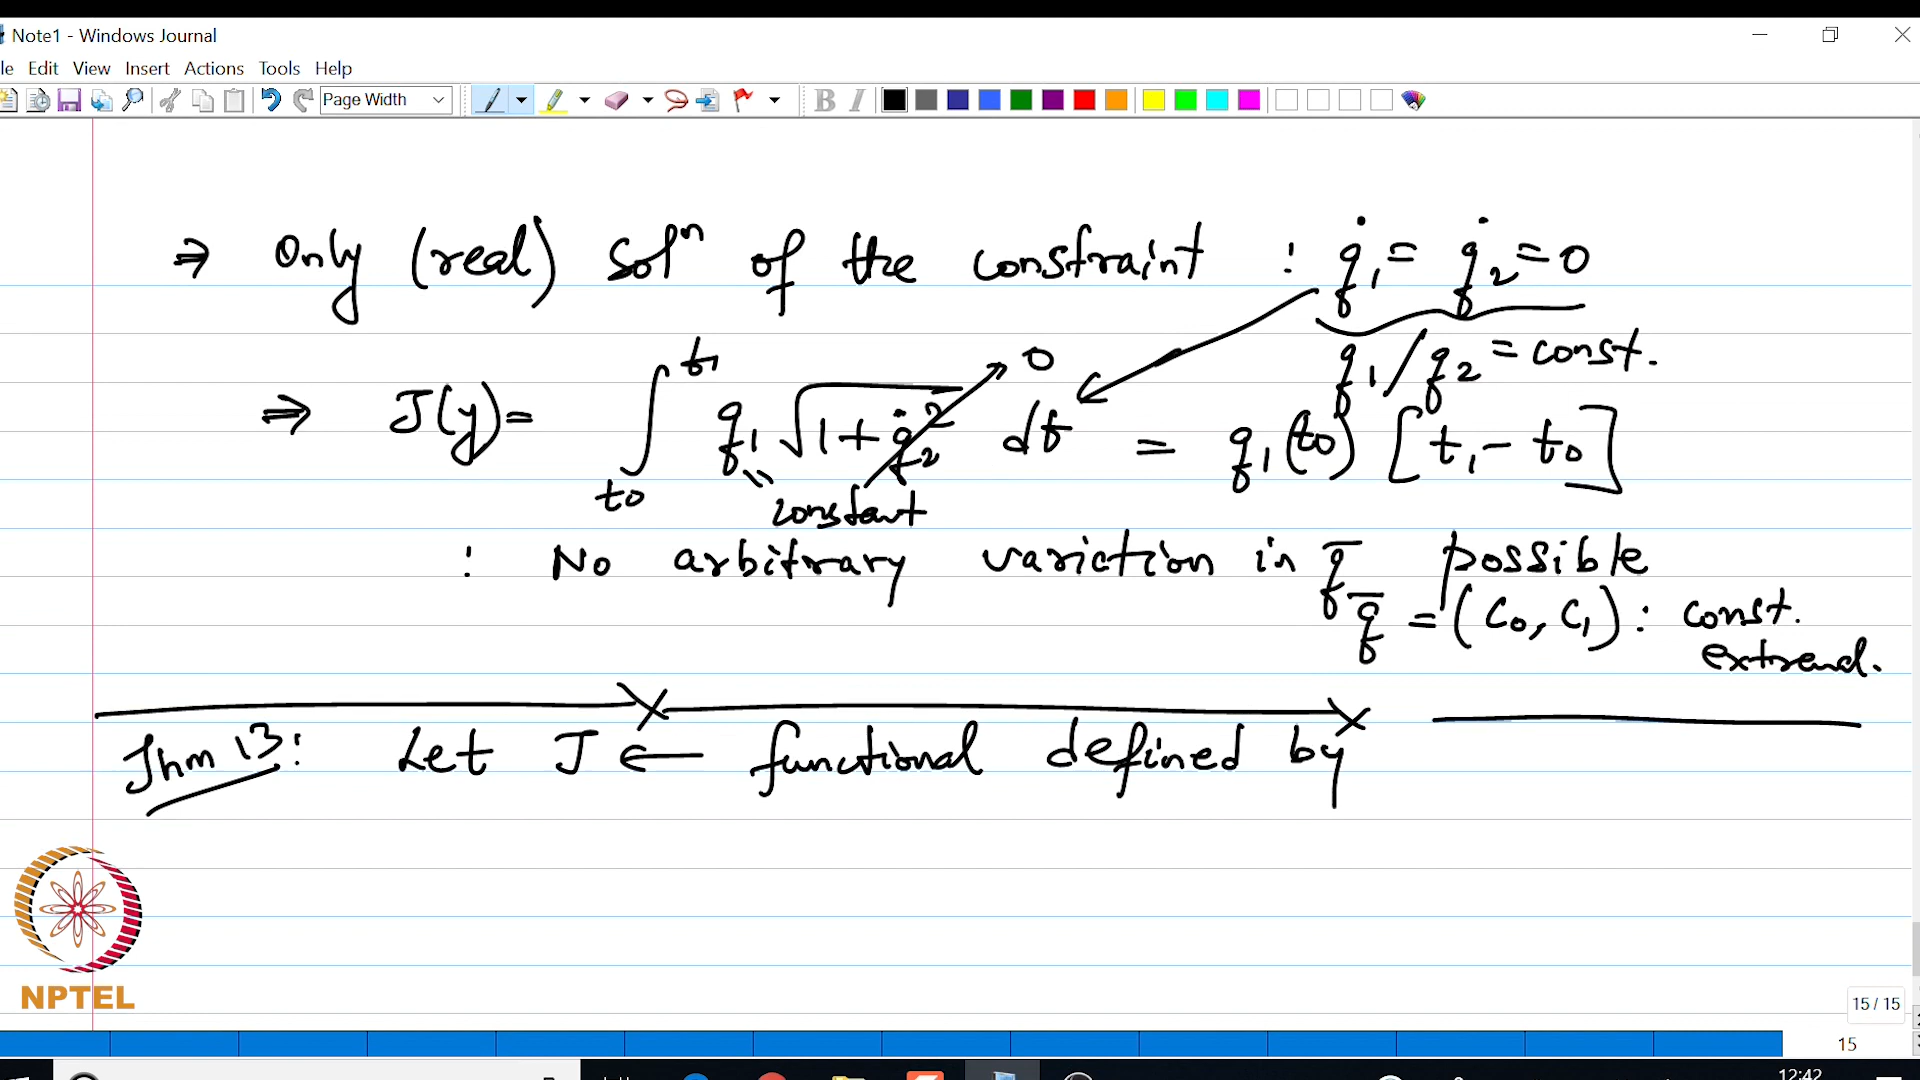 Note1 - Windows Journal
le Edit View Insert Actions Tools Help
Page Width
⇒ Only (real) Solⁿ of the constraint : q̇₁ = q̇₂ = 0
q₁/q₂ = const.
⇒ J(y) = ∫_{t0}^{t1} q₁ √(1 + q̇₂²) dt = q₁(t0) [t₁ - t0]
0
constant
: No arbitrary variction in q̄ possible
q̄ = (C0, C1) : const.
extremal.
Thm 13: Let J ← functional defined by
NPTEL
15 / 15
15
12:42